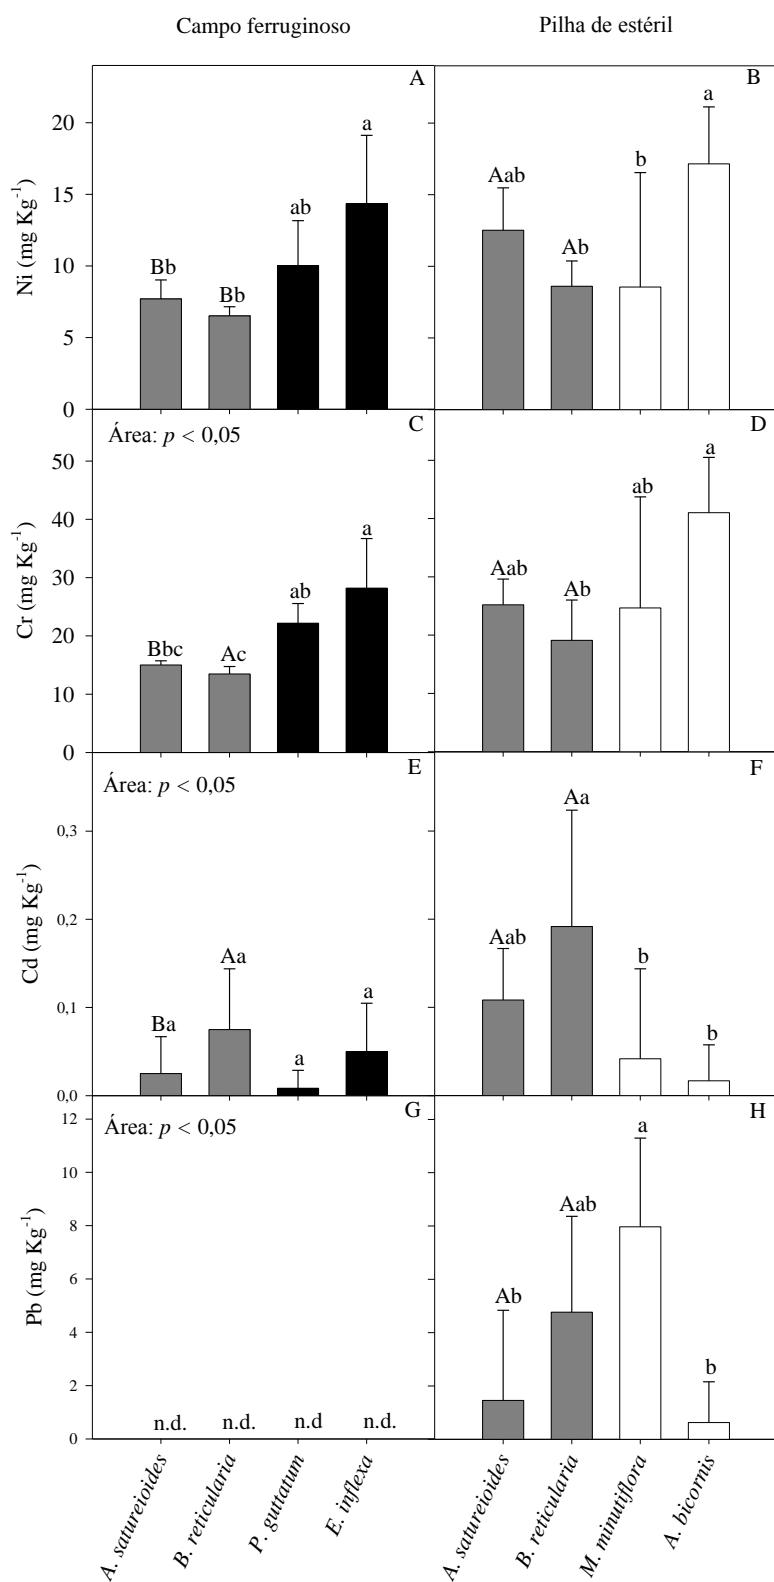 Campo ferruginoso
Pilha de estéril
A
Ni (mg Kg⁻¹)
20
15
10
5
0
Bb
Bb
ab
a
B
Aab
Ab
b
a
C
Área: p < 0,05
Cr (mg Kg⁻¹)
50
40
30
20
10
0
Bbc
Ac
ab
a
D
Aab
Ab
ab
a
E
Área: p < 0,05
Cd (mg Kg⁻¹)
0,3
0,2
0,1
0,0
Ba
Aa
a
a
F
Aab
Aa
b
b
G
Área: p < 0,05
Pb (mg Kg⁻¹)
12
10
8
6
4
2
0
n.d.
n.d.
n.d
n.d.
H
Ab
Aab
a
b
A. satureioides
B. reticularia
P. guttatum
E. inflexa
A. satureioides
B. reticularia
M. minutiflora
A. bicornis